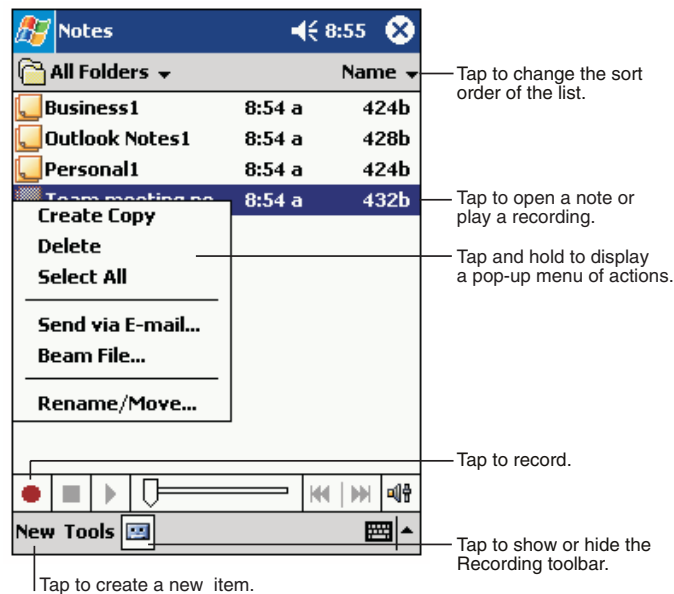 Notes 8:55
All Folders Name
Tap to change the sort
order of the list.
Business1 8:54 a 424b
Outlook Notes1 8:54 a 428b
Personal1 8:54 a 424b
Team meeting no 8:54 a 432b
Tap to open a note or
play a recording.
Create Copy
Delete
Select All
Tap and hold to display
a pop-up menu of actions.
Send via E-mail...
Beam File...
Rename/Move...
Tap to record.
New Tools
Tap to show or hide the
Recording toolbar.
Tap to create a new item.